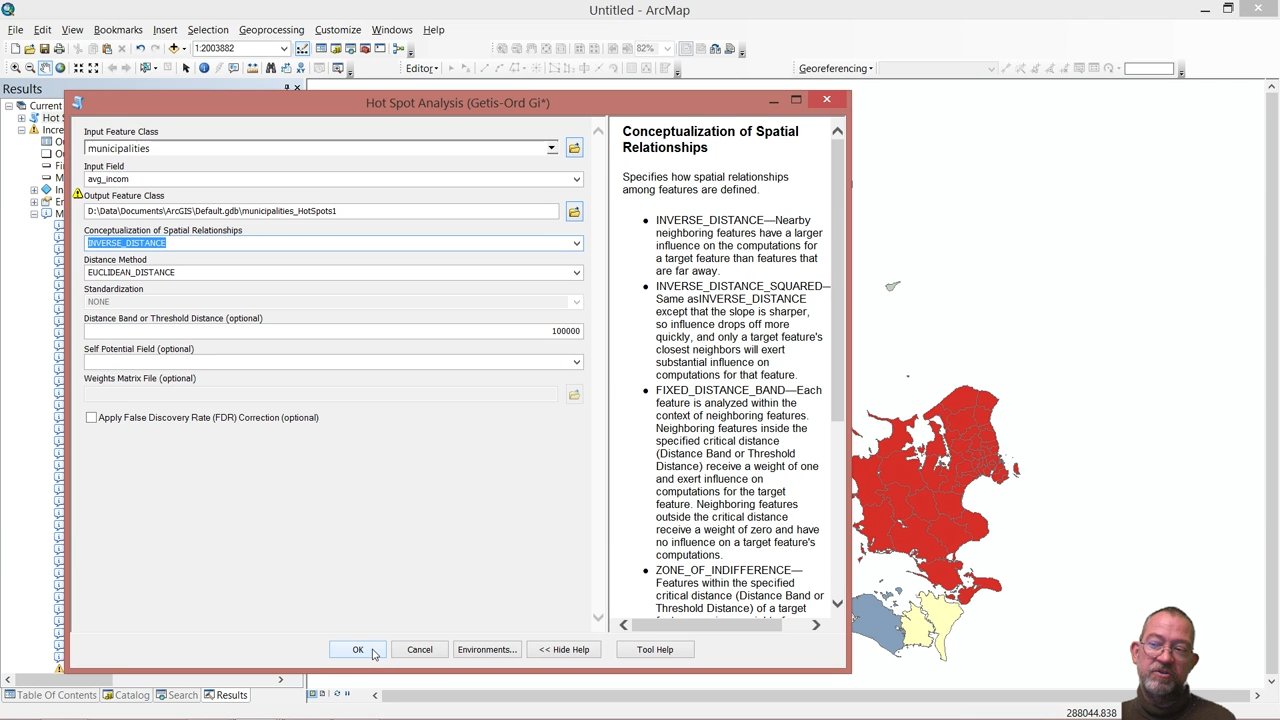 Untitled - ArcMap
File Edit View Bookmarks Insert Selection Geoprocessing Customize Windows Help
1:2003882
82%
Editor
Georeferencing
Results
Current
Hot S
Incre
Hot Spot Analysis (Getis-Ord Gi*)
Input Feature Class
municipalities
Input Field
avg_incom
Output Feature Class
D:\Data\Documents\ArcGIS\Default.gdb\municipalities_HotSpots1
Conceptualization of Spatial Relationships
INVERSE_DISTANCE
Distance Method
EUCLIDEAN_DISTANCE
Standardization
NONE
Distance Band or Threshold Distance (optional)
100000
Self Potential Field (optional)
Weights Matrix File (optional)
Apply False Discovery Rate (FDR) Correction (optional)
Conceptualization of Spatial
Relationships
Specifies how spatial relationships
among features are defined.
INVERSE_DISTANCE—Nearby
neighboring features have a larger
influence on the computations for
a target feature than features that
are far away.
INVERSE_DISTANCE_SQUARED—
Same asINVERSE_DISTANCE
except that the slope is sharper,
so influence drops off more
quickly, and only a target feature's
closest neighbors will exert
substantial influence on
computations for that feature.
FIXED_DISTANCE_BAND—Each
feature is analyzed within the
context of neighboring features.
Neighboring features inside the
specified critical distance
(Distance Band or Threshold
Distance) receive a weight of one
and exert influence on
computations for the target
feature. Neighboring features
outside the critical distance
receive a weight of zero and have
no influence on a target feature's
computations.
ZONE_OF_INDIFFERENCE—
Features within the specified
critical distance (Distance Band or
Threshold Distance) of a target
OK Cancel Environments... << Hide Help Tool Help
Table Of Contents Catalog Search Results
288044.838